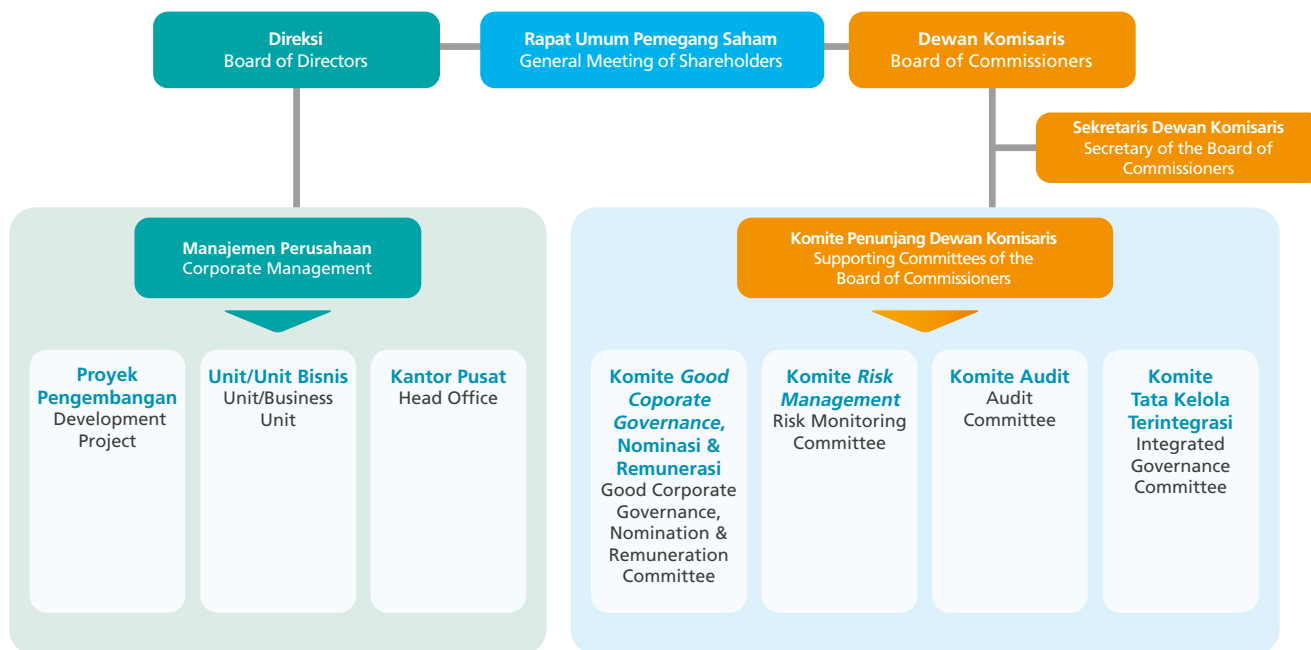 Direksi
Board of Directors
Rapat Umum Pemegang Saham
General Meeting of Shareholders
Dewan Komisaris
Board of Commissioners
Sekretaris Dewan Komisaris
Secretary of the Board of
Commissioners
Manajemen Perusahaan
Corporate Management
Komite Penunjang Dewan Komisaris
Supporting Committees of the
Board of Commissioners
Proyek
Pengembangan
Development
Project
Unit/Unit Bisnis
Unit/Business
Unit
Kantor Pusat
Head Office
Komite Good
Coporate
Governance,
Nominasi &
Remunerasi
Good Corporate
Governance,
Nomination &
Remuneration
Committee
Komite Risk
Management
Risk Monitoring
Committee
Komite Audit
Audit
Committee
Komite
Tata Kelola
Terintegrasi
Integrated
Governance
Committee